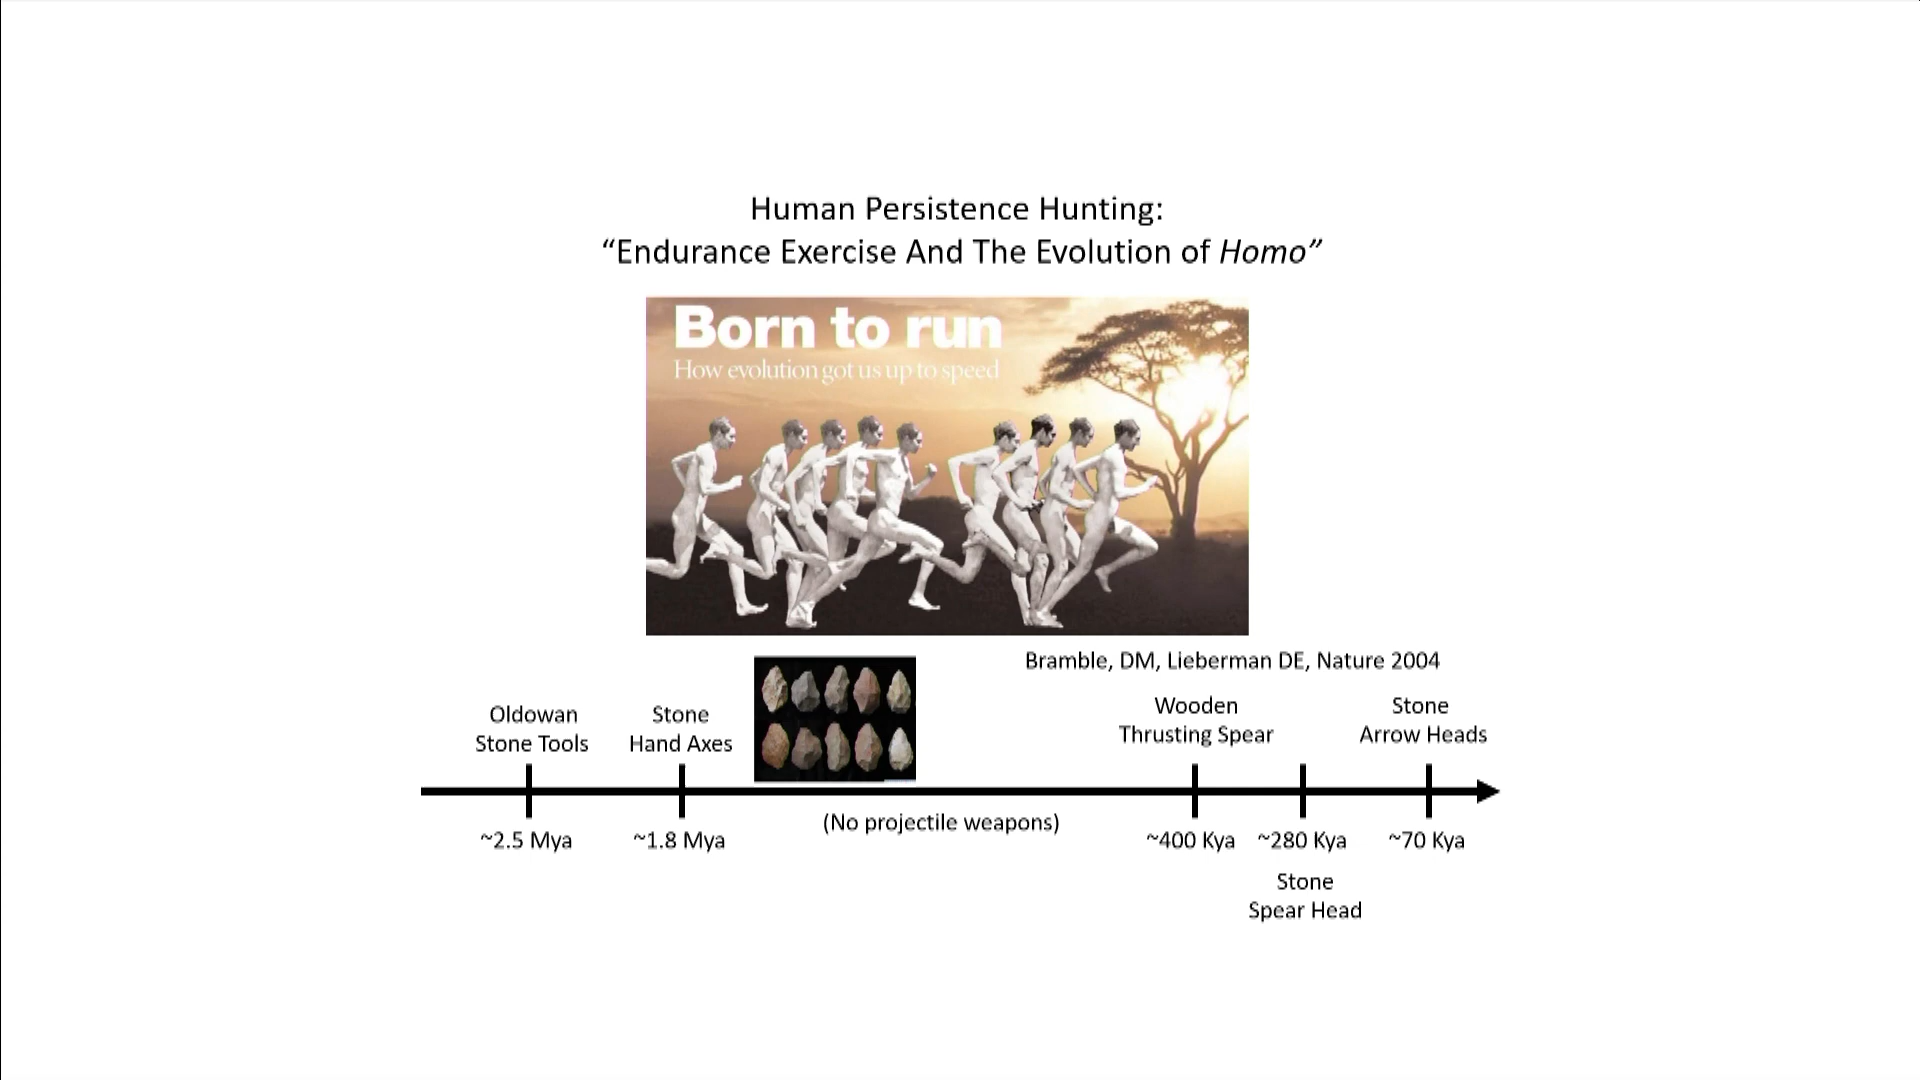 Human Persistence Hunting:
“Endurance Exercise And The Evolution of Homo”
Born to run
How evolution got us up to speed
Bramble, DM, Lieberman DE, Nature 2004
Oldowan
Stone Tools
Stone
Hand Axes
Wooden
Thrusting Spear
Stone
Arrow Heads
(No projectile weapons)
~2.5 Mya
~1.8 Mya
~400 Kya
~280 Kya
~70 Kya
Stone
Spear Head